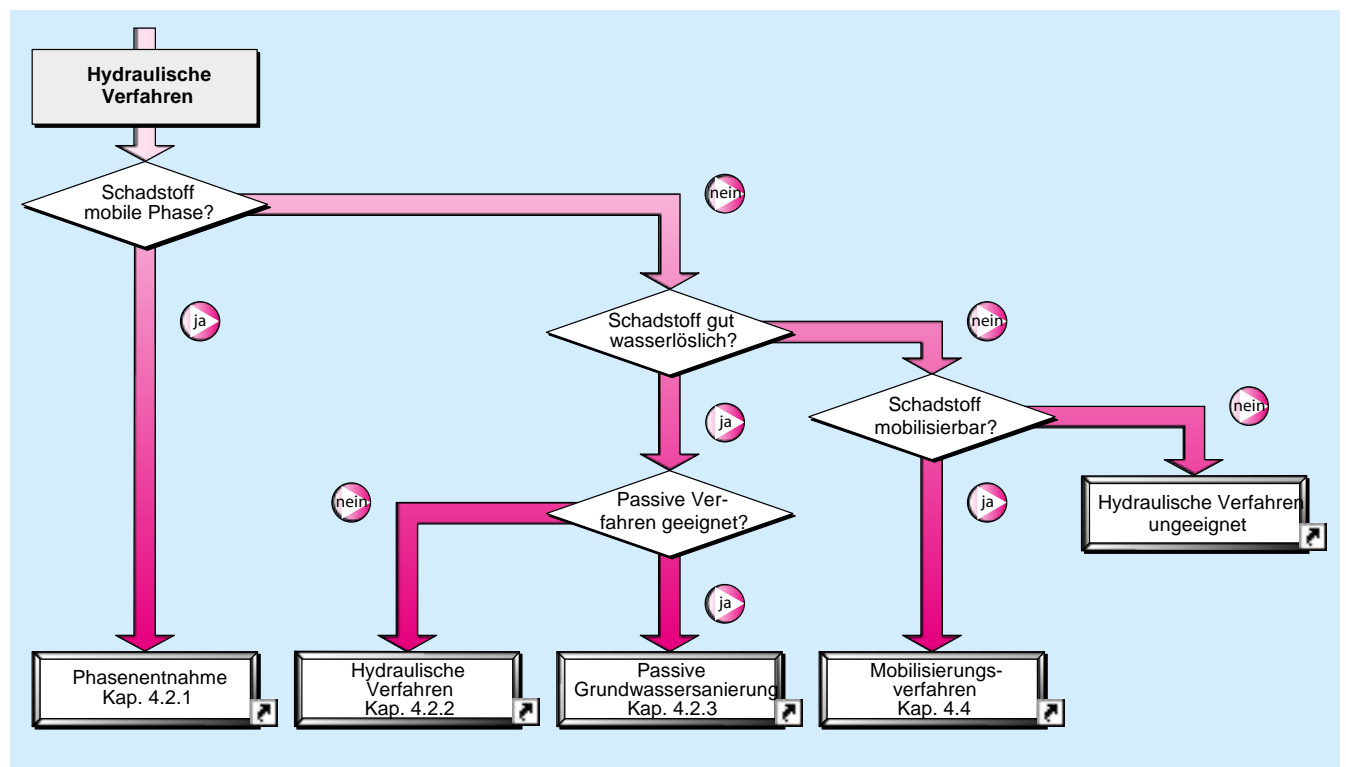 Hydraulische
Verfahren
Schadstoff
mobile Phase?
nein
ja
Schadstoff gut
wasserlöslich?
nein
ja
Schadstoff
mobilisierbar?
nein
ja
Hydraulische Verfahren
ungeeignet
Passive Ver-
fahren geeignet?
nein
ja
Phasenentnahme
Kap. 4.2.1
Hydraulische
Verfahren
Kap. 4.2.2
Passive
Grundwassersanierung
Kap. 4.2.3
Mobilisierungs-
verfahren
Kap. 4.4